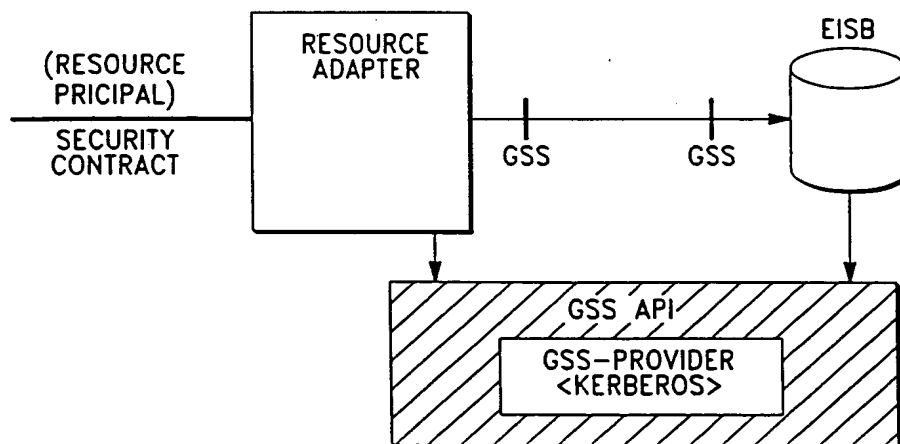 (RESOURCE
PRICIPAL)
SECURITY
CONTRACT
RESOURCE
ADAPTER
GSS
GSS
EISB
GSS API
GSS-PROVIDER
<KERBEROS>